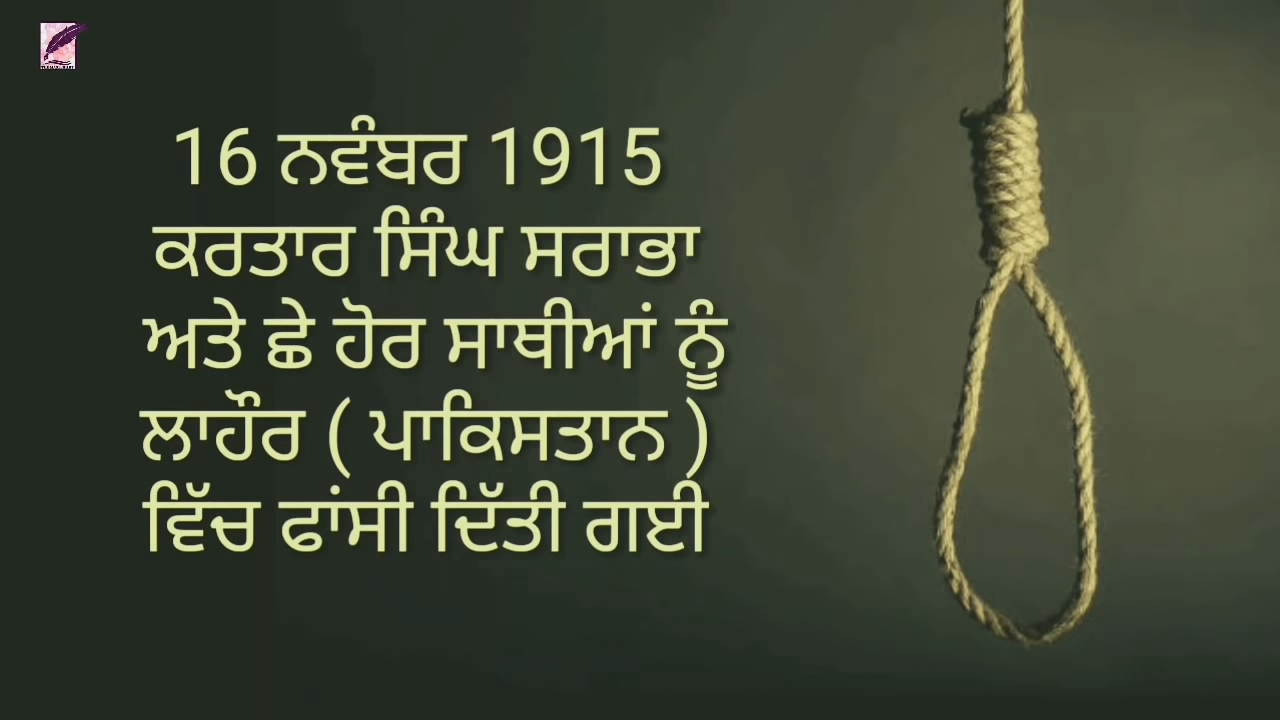 16 ਨਵੰਬਰ 1915
ਕਰਤਾਰ ਸਿੰਘ ਸਰਾਭਾ
ਅਤੇ ਛੇ ਹੋਰ ਸਾਥੀਆਂ ਨੂੰ
ਲਾਹੌਰ ( ਪਾਕਿਸਤਾਨ )
ਵਿੱਚ ਫਾਂਸੀ ਦਿੱਤੀ ਗਈ